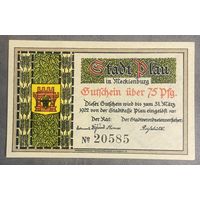 Stadt Plau
in Mecklenburg
Gutschein über 75 Pfg.
Dieser Gutschein wird bis zum 31. März
1922 von der Stadtkasse Plau eingelöst
Der Rat: Der Stadtverordnetenvorsteher:
No 20585